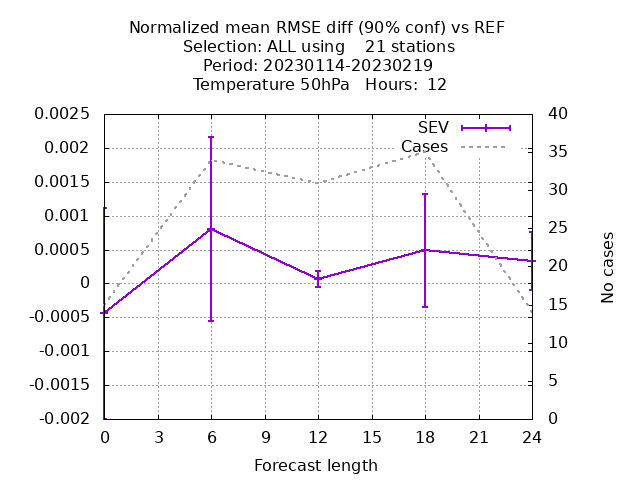 Normalized mean RMSE diff (90% conf) vs REF
Selection: ALL using    21 stations
Period: 20230114-20230219
Temperature 50hPa   Hours:  12
SEV
Cases
0.0025
0.002
0.0015
0.001
0.0005
0
-0.0005
-0.001
-0.0015
-0.002
40
35
30
25
20
15
10
5
0
No cases
0 3 6 9 12 15 18 21 24
Forecast length